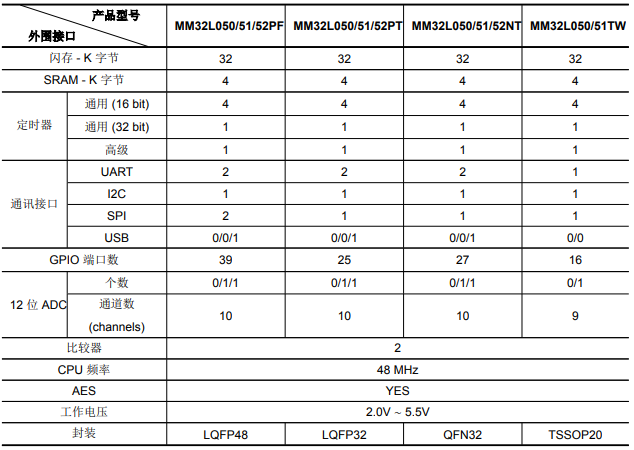 产品型号
外围接口 MM32L050/51/52PF MM32L050/51/52PT MM32L050/51/52NT MM32L050/51TW
闪存 - K 字节 32 32 32 32
SRAM - K 字节 4 4 4 4
定时器 通用 (16 bit) 4 4 4 4
通用 (32 bit) 1 1 1 1
高级 1 1 1 1
通讯接口 UART 2 2 2 1
I2C 1 1 1 1
SPI 2 1 1 1
USB 0/0/1 0/0/1 0/0/1 0/0
GPIO 端口数 39 25 27 16
12 位 ADC 个数 0/1/1 0/1/1 0/1/1 0/1
通道数
(channels) 10 10 10 9
比较器 2
CPU 频率 48 MHz
AES YES
工作电压 2.0V ~ 5.5V
封装 LQFP48 LQFP32 QFN32 TSSOP20